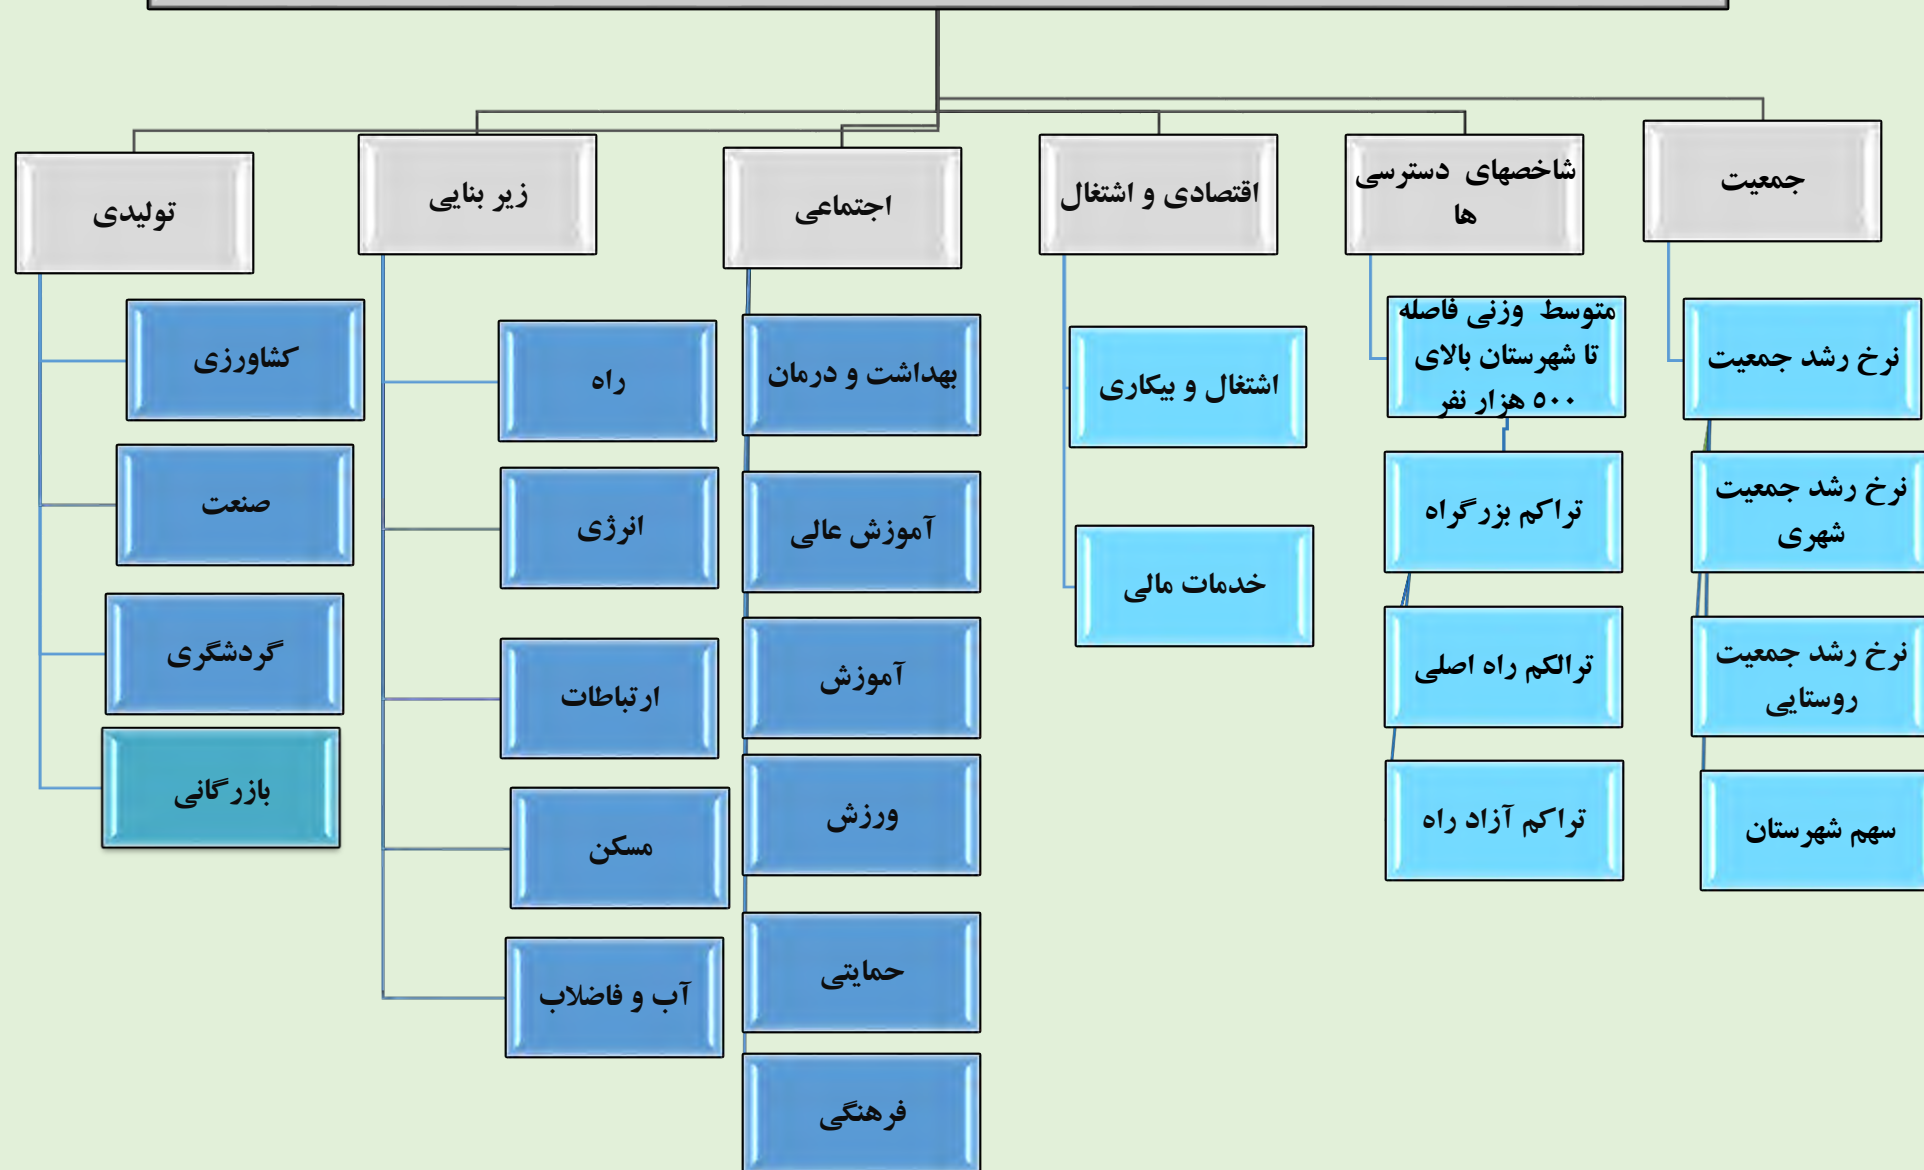 جمعیت
نرخ رشد جمعیت
نرخ رشد جمعیت
شهری
نرخ رشد جمعیت
روستایی
سهم شهرستان
شاخصهای دسترسی
ها
متوسط وزنی فاصله
تا شهرستان بالای
۵۰۰ هزار نفر
تراکم بزرگراه
ترالکم راه اصلی
تراکم آزاد راه
اقتصادی و اشتغال
اشتغال و بیکاری
خدمات مالی
اجتماعی
بهداشت و درمان
آموزش عالی
آموزش
ورزش
حمایتی
فرهنگی
زیر بنایی
راه
انرژی
ارتباطات
مسکن
آب و فاضلاب
تولیدی
کشاورزی
صنعت
گردشگری
بازرگانی